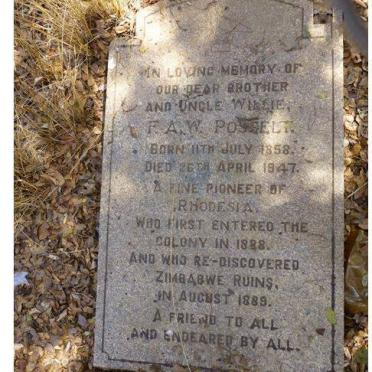 IN LOVING MEMORY OF
OUR DEAR BROTHER
AND UNCLE WILLIE,
F.A.W. POSSELT.
BORN 11TH JULY 1858.
DIED 26TH APRIL 1947.
A FINE PIONEER OF
RHODESIA.
WHO FIRST ENTERED THE
COLONY IN 1888.
AND WHO RE-DISCOVERED
ZIMBABWE RUINS,
IN AUGUST 1889.
A FRIEND TO ALL
AND ENDEARED BY ALL.